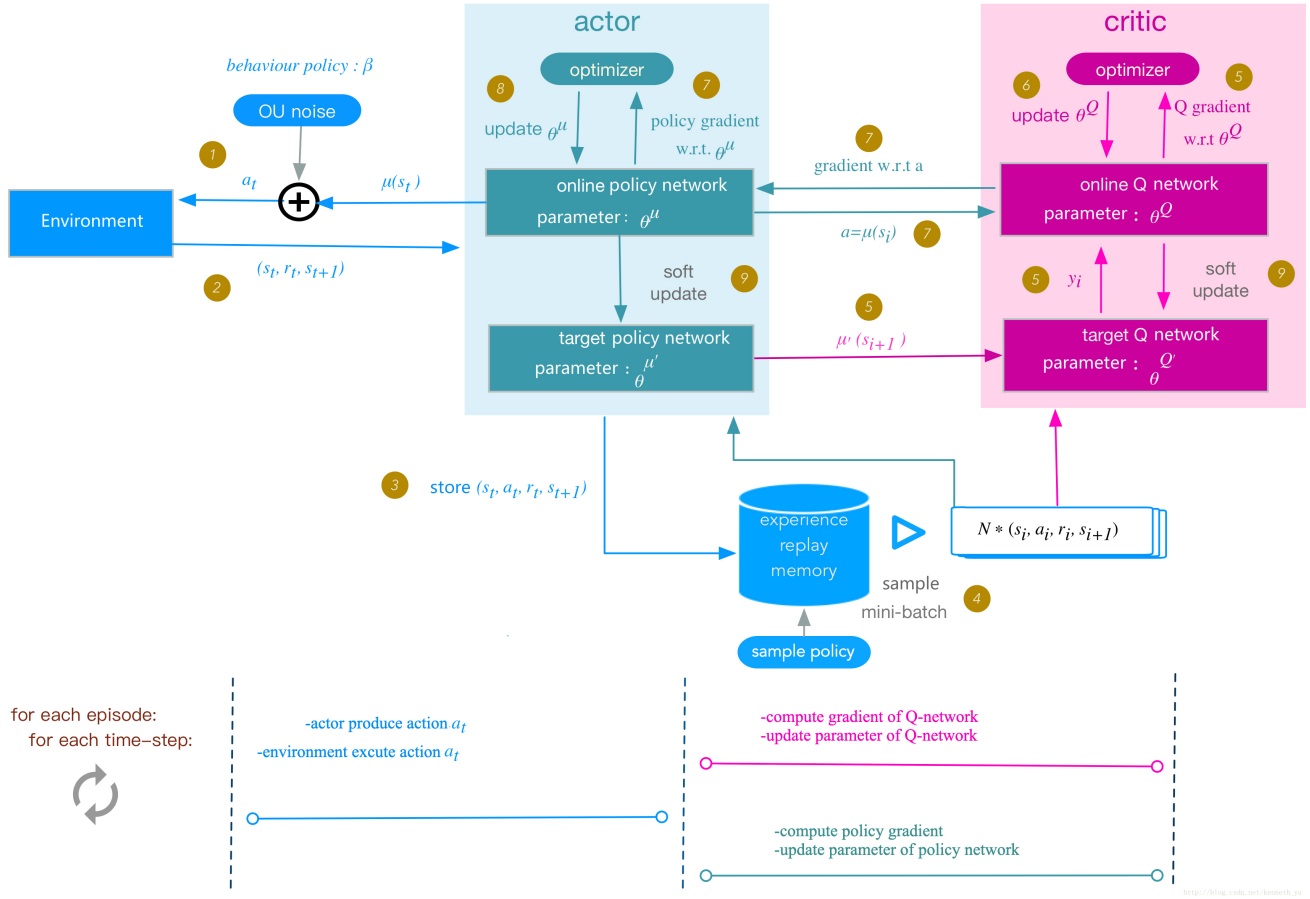 actor
critic
behaviour policy : β
OU noise
optimizer
optimizer
8
7
6
5
update θ^μ
policy gradient
w.r.t. θ^μ
update θ^Q
Q gradient
w.r.t θ^Q
1
7
gradient w.r.t a
a_t
μ(s_t)
Environment
online policy network
parameter : θ^μ
online Q network
parameter : θ^Q
a=μ(s_i)
7
(s_t, r_t, s_{t+1})
2
soft
update
9
5
y_i
soft
update
9
5
μ′ (s_{i+1})
target policy network
parameter : θ^μ′
target Q network
parameter : θ^Q′
3
store (s_t, a_t, r_t, s_{t+1})
experience
replay
memory
N * (s_i, a_i, r_i, s_{i+1})
sample
mini-batch
4
sample policy
for each episode:
for each time-step:
-actor produce action a_t
-environment excute action a_t
-compute gradient of Q-network
-update parameter of Q-network
-compute policy gradient
-update parameter of policy network